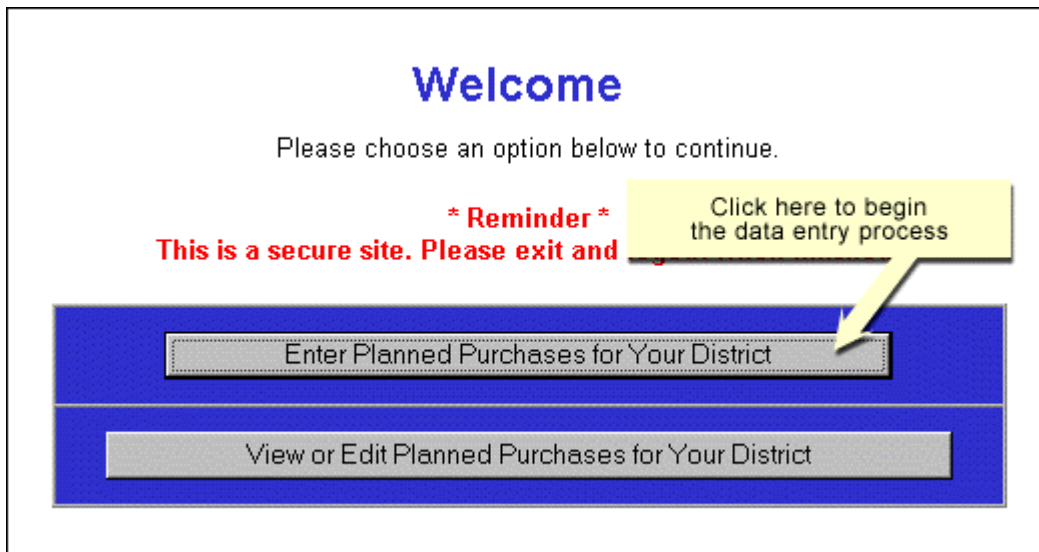 Welcome
Please choose an option below to continue.
* Reminder *
This is a secure site. Please exit and
Click here to begin
the data entry process
Enter Planned Purchases for Your District
View or Edit Planned Purchases for Your District